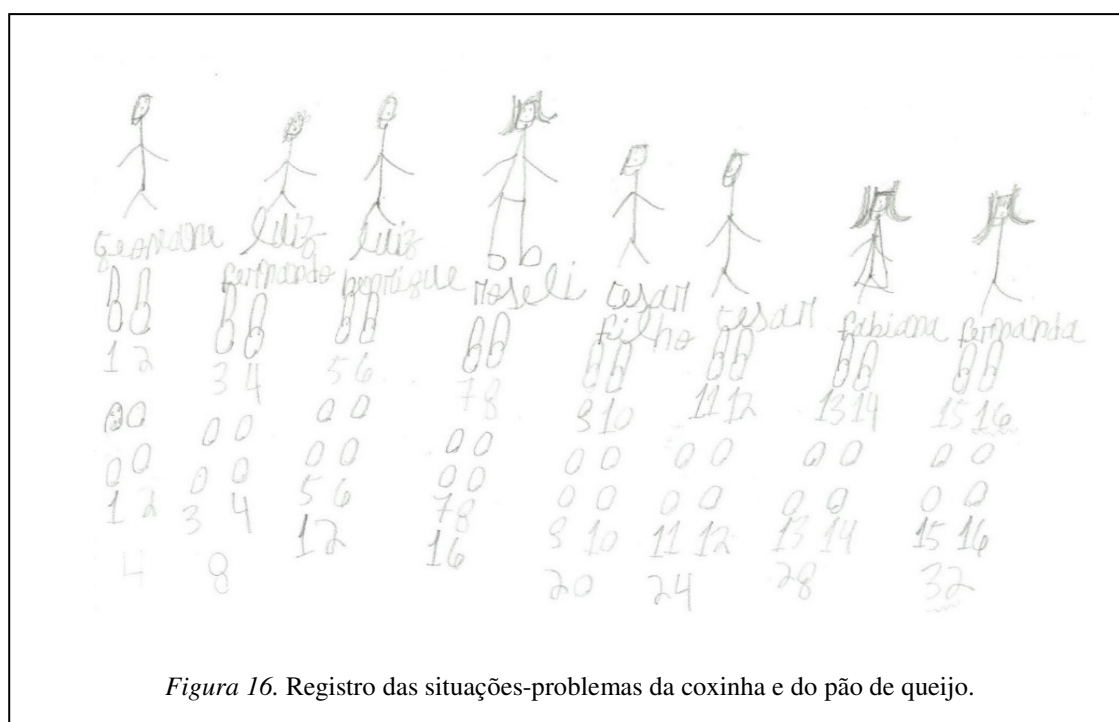 Geovane luiz luiz Roseli Cesar Cesar fabiana fernanda
fernando henrique filho
1 2 3 4 5 6 7 8 9 10 11 12 13 14 15 16
1 2 3 4 5 6 7 8 9 10 11 12 13 14 15 16
4 8 12 16 20 24 28 32
Figura 16. Registro das situações-problemas da coxinha e do pão de queijo.